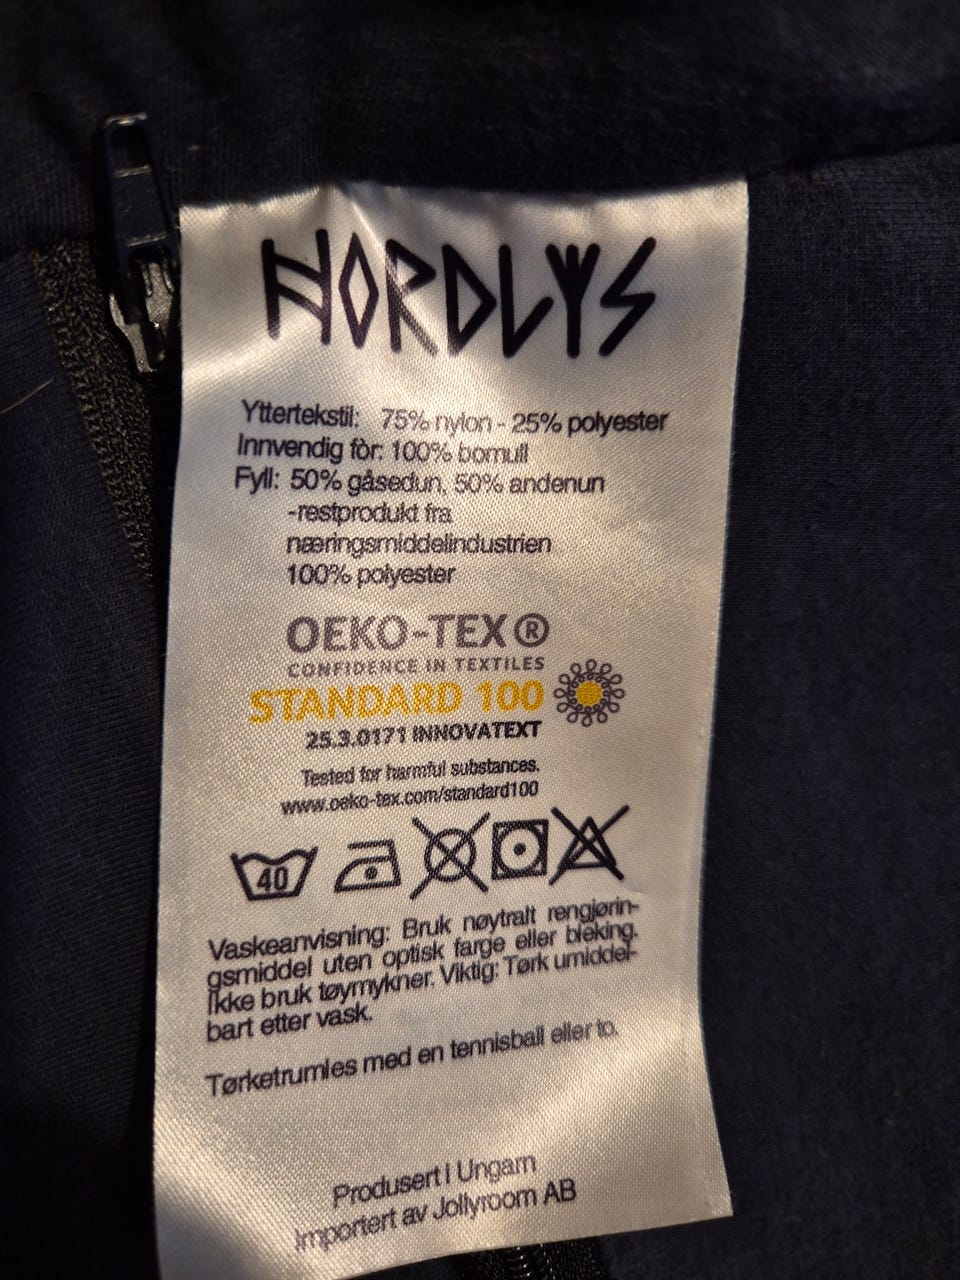 NORDLYS
Yttertekstil: 75% nylon - 25% polyester
Innvendig fòr: 100% bomull
Fyll: 50% gåsedun, 50% andenun
-restprodukt fra
næringsmiddelindustrien
100% polyester
OEKO-TEX®
CONFIDENCE IN TEXTILES
STANDARD 100
25.3.0171 INNOVATEXT
Tested for harmful substances.
www.oeko-tex.com/standard100
40
Vaskeanvisning: Bruk nøytralt rengjørin-
gsmiddel uten optisk farge eller bleking.
Ikke bruk tøymykner. Viktig: Tørk umiddel-
bart etter vask.
Tørketrumles med en tennisball eller to.
Produsert i Ungarn
Importert av Jollyroom AB